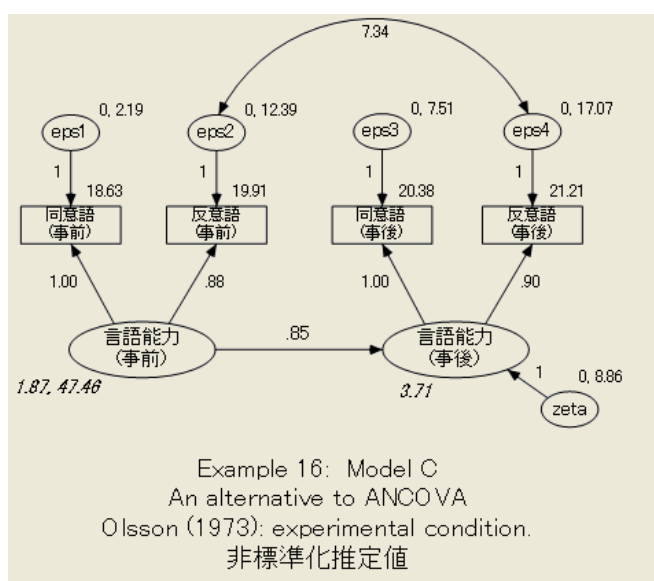 7.34
0, 2.19
0, 12.39
0, 7.51
0, 17.07
eps1
eps2
eps3
eps4
1
1
1
1
18.63
19.91
20.38
21.21
同意語
(事前)
反意語
(事前)
同意語
(事後)
反意語
(事後)
1.00
.88
1.00
.90
言語能力
(事前)
.85
言語能力
(事後)
1.87, 47.46
3.71
1
0, 8.86
zeta
Example 16: Model C
An alternative to ANCOVA
Olsson (1973): experimental condition.
非標準化推定値